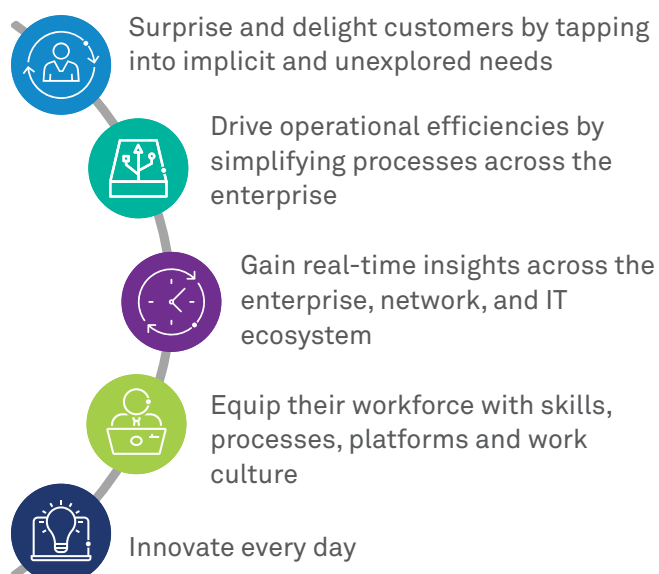 Surprise and delight customers by tapping
into implicit and unexplored needs
Drive operational efficiencies by
simplifying processes across the
enterprise
Gain real-time insights across the
enterprise, network, and IT
ecosystem
Equip their workforce with skills,
processes, platforms and work
culture
Innovate every day